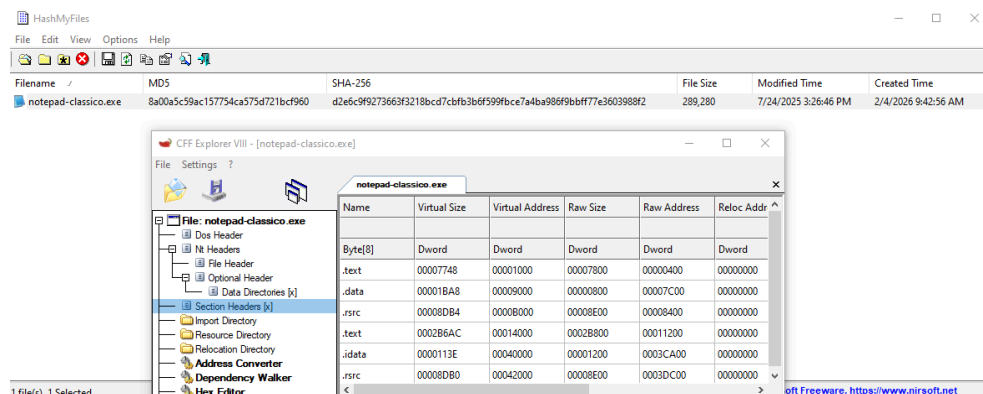 HashMyFiles
File Edit View Options Help
Filename / MD5 SHA-256 File Size Modified Time Created Time
notepad-classico.exe 8a00a5c59ac157754ca575d721bcf960 d2e6c9f9273663f3218bcd7cbfb3b6f599fbce7a4ba986f9bbff77e3603988f2 289,280 7/24/2025 3:26:46 PM 2/4/2026 9:42:56 AM
CFF Explorer VIII - [notepad-classico.exe]
File Settings ?
notepad-classico.exe
File: notepad-classico.exe
Dos Header
Nt Headers
File Header
Optional Header
Data Directories [x]
Section Headers [x]
Import Directory
Resource Directory
Relocation Directory
Address Converter
Dependency Walker
Hex Editor
Name Virtual Size Virtual Address Raw Size Raw Address Reloc Addr
Byte[8] Dword Dword Dword Dword Dword
.text 00007748 00001000 00007800 00000400 00000000
.data 00001BA8 00009000 00000800 00007C00 00000000
.rsrc 00008DB4 0000B000 00008E00 00008400 00000000
.text 0002B6AC 00014000 0002B800 00011200 00000000
.idata 0000113E 00040000 00001200 0003CA00 00000000
.rsrc 00008DB0 00042000 00008E00 0003DC00 00000000
1 file(s), 1 Selected
oft Freeware. https://www.nirsoft.net